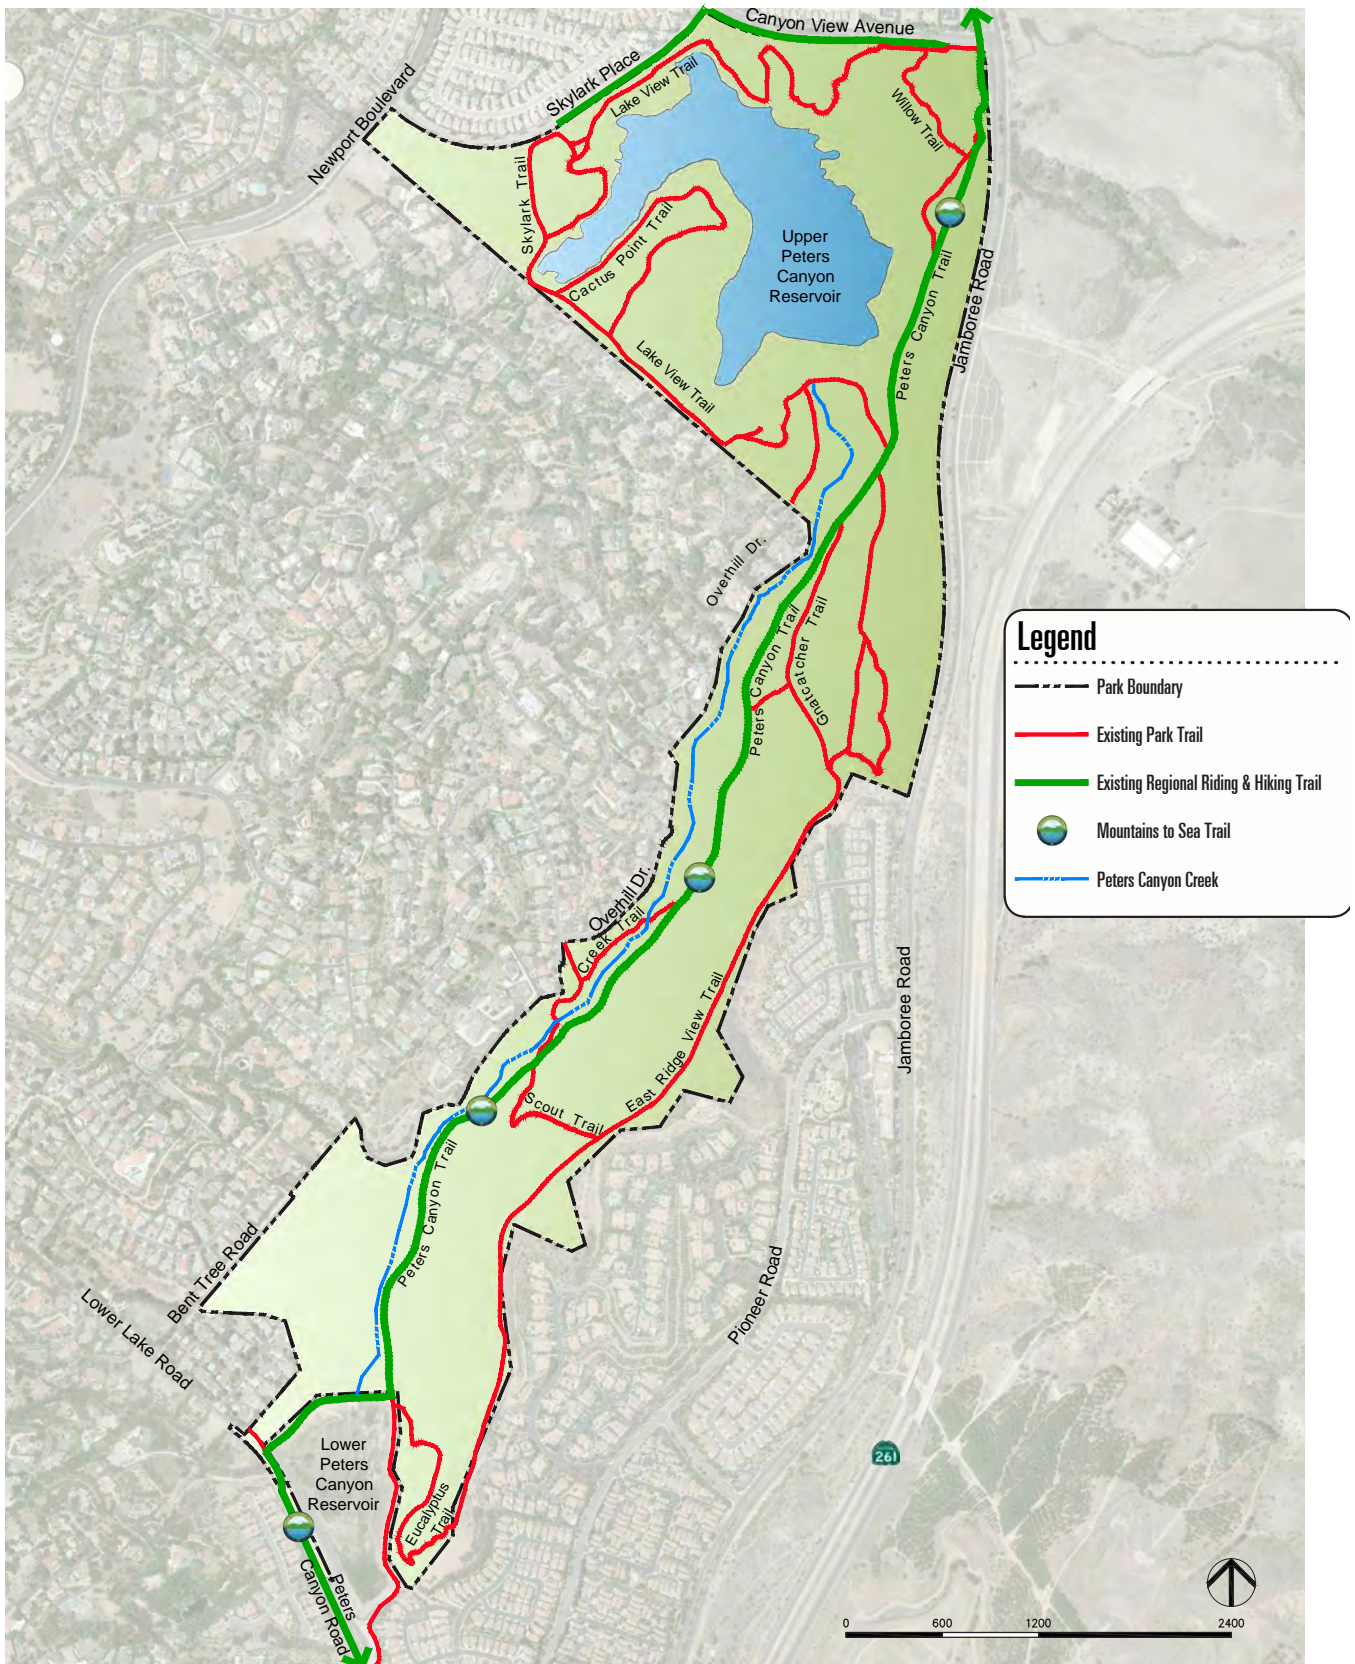 Canyon View Avenue
Skylark Place
Lake View Trail
Newport Boulevard
Willow Trail
Skylark Trail
Cactus Point Trail
Upper
Peters
Canyon
Reservoir
Peters Canyon Trail
Jamboree Road
Lake View Trail
Overhill Dr.
Peters Canyon Trail
Gnatcatcher Trail
Legend
Park Boundary
Existing Park Trail
Existing Regional Riding & Hiking Trail
Mountains to Sea Trail
Peters Canyon Creek
Overhill Dr.
Creek Trail
East Ridge View Trail
Jamboree Road
Scout Trail
Peters Canyon Trail
Bent Tree Road
Lower Lake Road
Pioneer Road
Lower
Peters
Canyon
Reservoir
Eucalyptus
Trail
261
Peters
Canyon Road
0 600 1200 2400